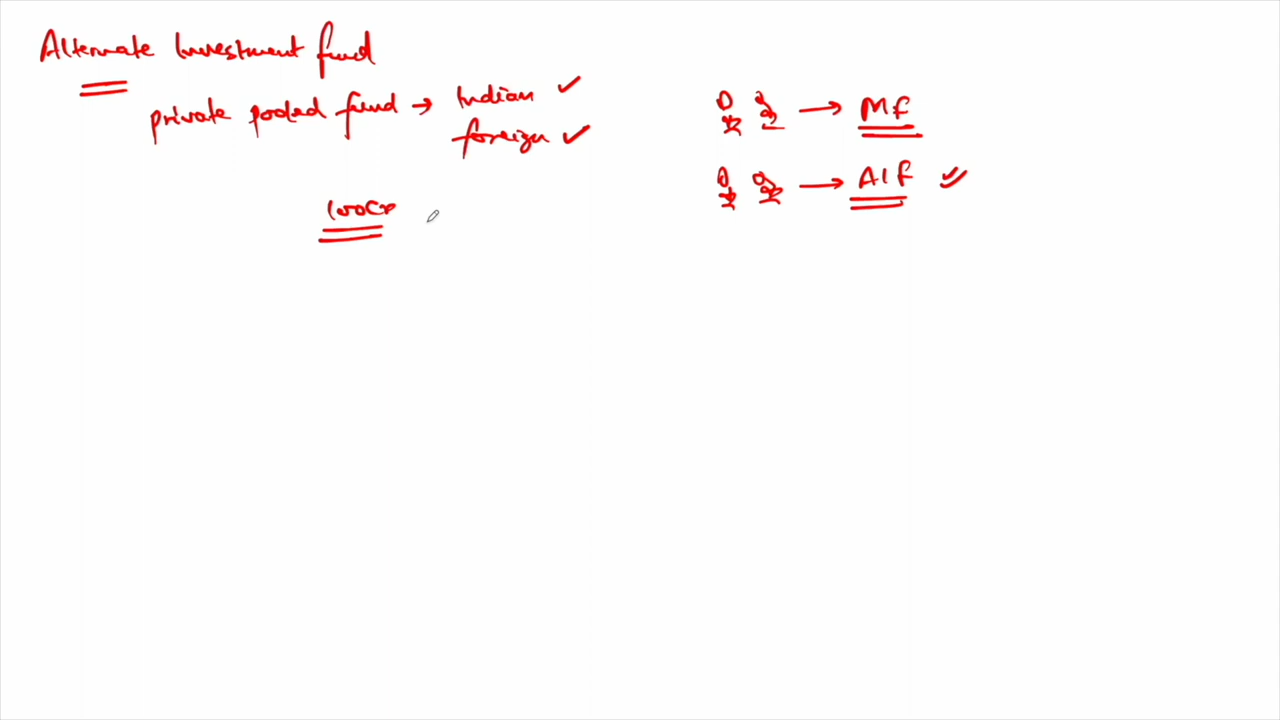 Alternate Investment fund
private pooled fund → Indian ✓
foreign ✓
→ MF
→ AIF ✓
100Cr